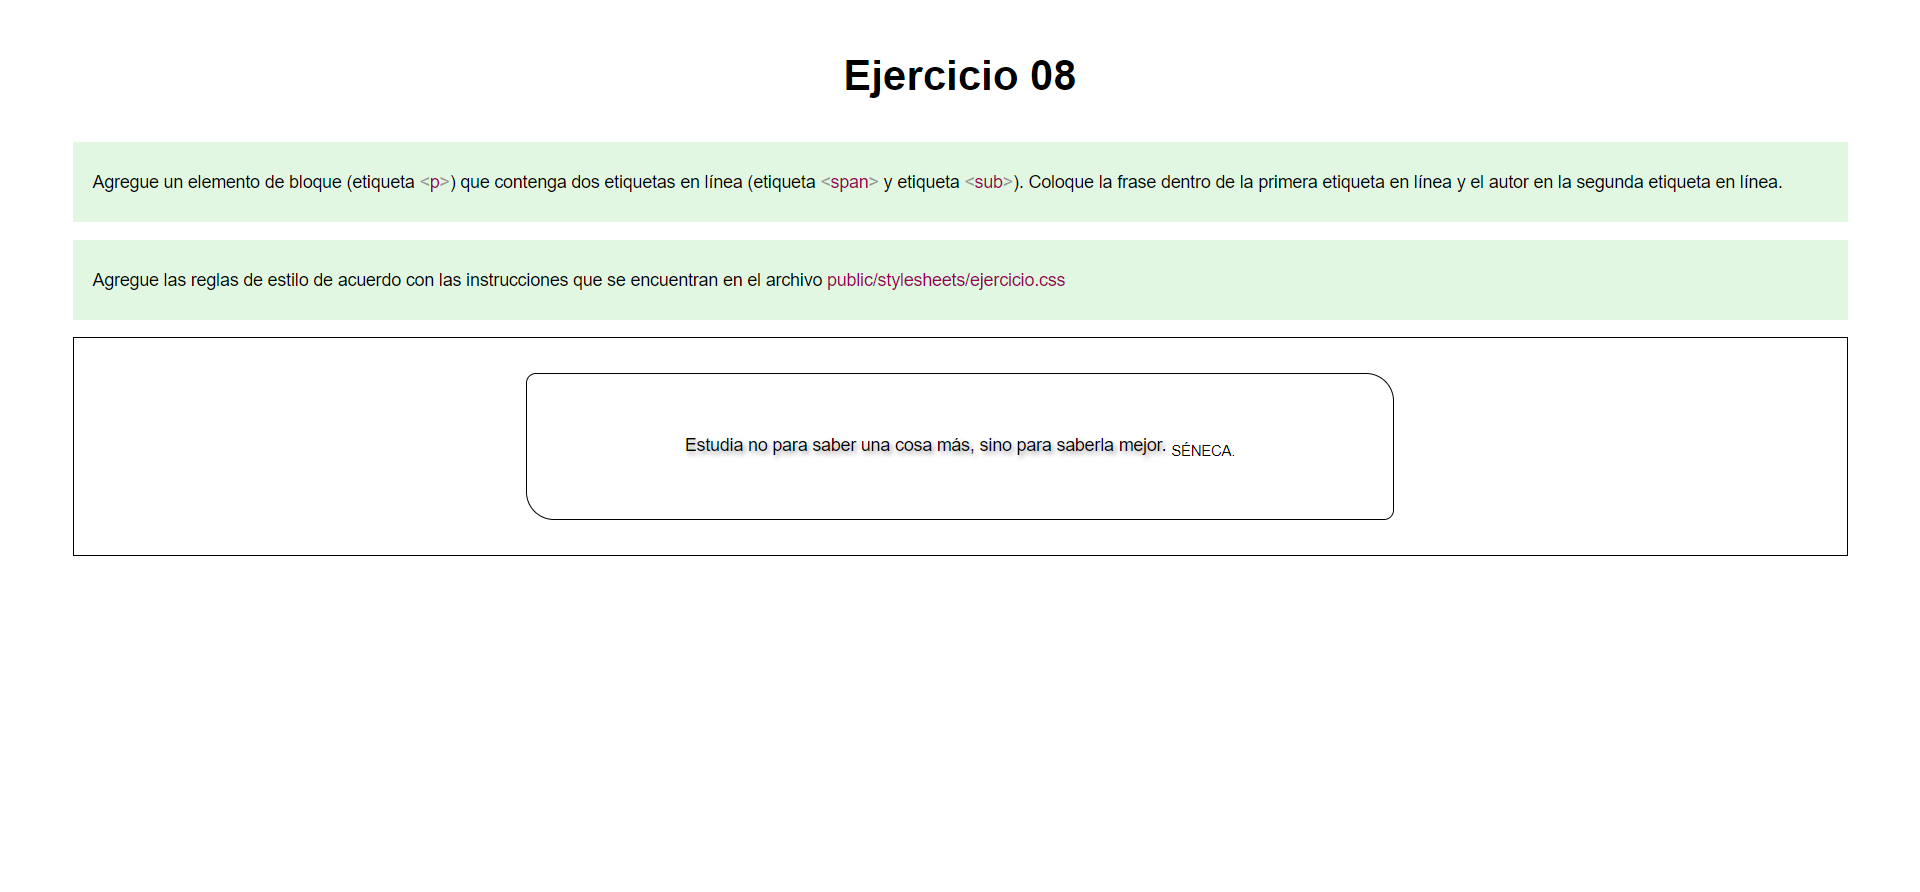 Ejercicio 08
Agregue un elemento de bloque (etiqueta <p>) que contenga dos etiquetas en línea (etiqueta <span> y etiqueta <sub>). Coloque la frase dentro de la primera etiqueta en línea y el autor en la segunda etiqueta en línea.
Agregue las reglas de estilo de acuerdo con las instrucciones que se encuentran en el archivo public/stylesheets/ejercicio.css
Estudia no para saber una cosa más, sino para saberla mejor. SÉNECA.